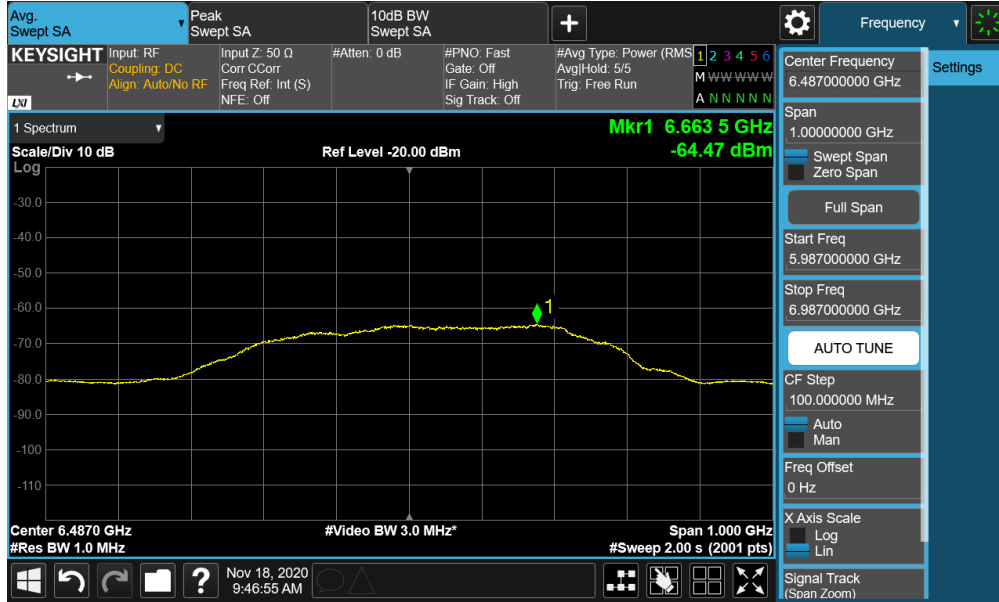 Avg.
Swept SA
Peak
Swept SA
10dB BW
Swept SA
Frequency
KEYSIGHT
LXI
Input: RF
Coupling: DC
Align: Auto/No RF
Input Z: 50 Ω
Corr CCorr
Freq Ref: Int (S)
NFE: Off
#Atten: 0 dB
#PNO: Fast
Gate: Off
IF Gain: High
Sig Track: Off
#Avg Type: Power (RMS
Avg|Hold: 5/5
Trig: Free Run
1 2 3 4 5 6
M W W W W W
A N N N N N
1 Spectrum
Mkr1 6.663 5 GHz
-64.47 dBm
Scale/Div 10 dB
Ref Level -20.00 dBm
Log
-30.0
-40.0
-50.0
-60.0
1
-70.0
-80.0
-90.0
-100
-110
Center 6.4870 GHz
#Video BW 3.0 MHz*
Span 1.000 GHz
#Res BW 1.0 MHz
#Sweep 2.00 s (2001 pts)
Nov 18, 2020
9:46:55 AM
Center Frequency
6.487000000 GHz
Settings
Span
1.00000000 GHz
Swept Span
Zero Span
Full Span
Start Freq
5.987000000 GHz
Stop Freq
6.987000000 GHz
AUTO TUNE
CF Step
100.000000 MHz
Auto
Man
Freq Offset
0 Hz
X Axis Scale
Log
Lin
Signal Track
(Span Zoom)